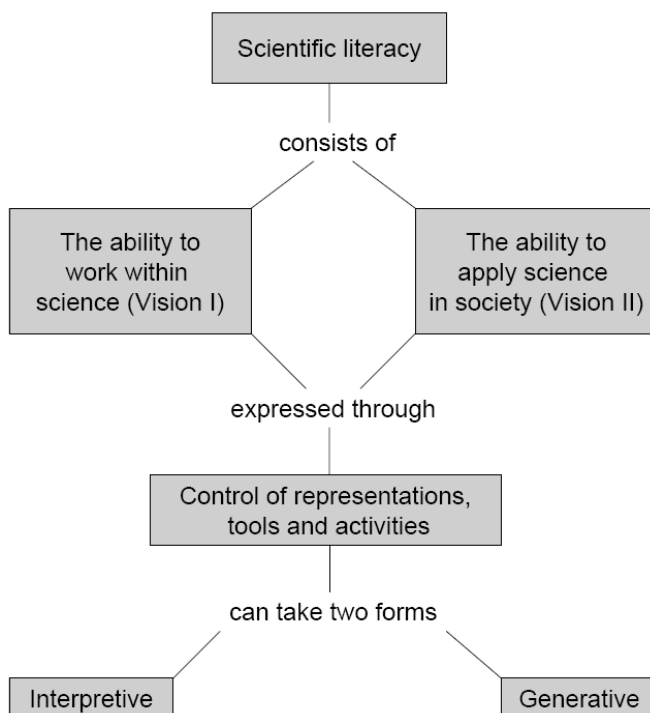 Scientific literacy
consists of
The ability to
work within
science (Vision I)
The ability to
apply science
in society (Vision II)
expressed through
Control of representations,
tools and activities
can take two forms
Interpretive
Generative